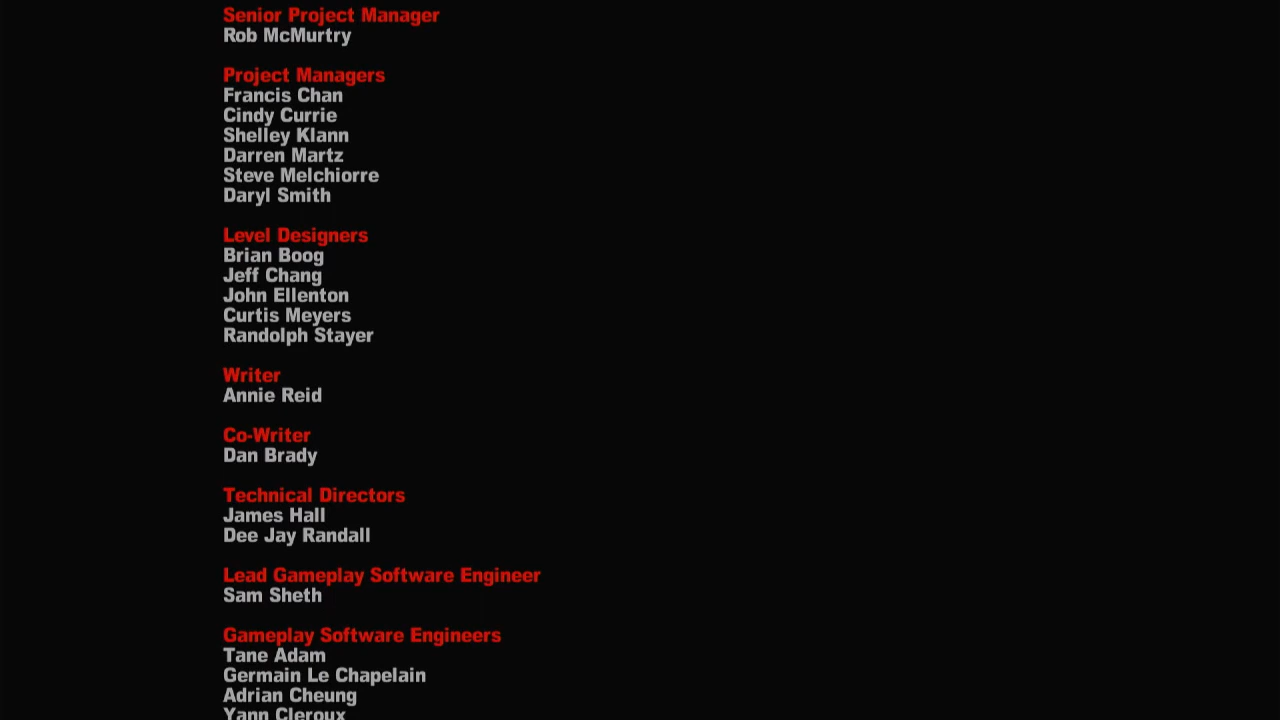 Senior Project Manager
Rob McMurtry
Project Managers
Francis Chan
Cindy Currie
Shelley Klann
Darren Martz
Steve Melchiorre
Daryl Smith
Level Designers
Brian Boog
Jeff Chang
John Ellenton
Curtis Meyers
Randolph Stayer
Writer
Annie Reid
Co-Writer
Dan Brady
Technical Directors
James Hall
Dee Jay Randall
Lead Gameplay Software Engineer
Sam Sheth
Gameplay Software Engineers
Tane Adam
Germain Le Chapelain
Adrian Cheung
Yann Cleroux